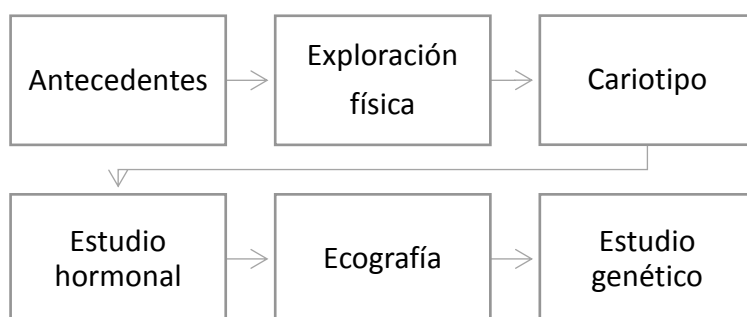 Antecedentes
Exploración
física
Cariotipo
Estudio
hormonal
Ecografía
Estudio
genético